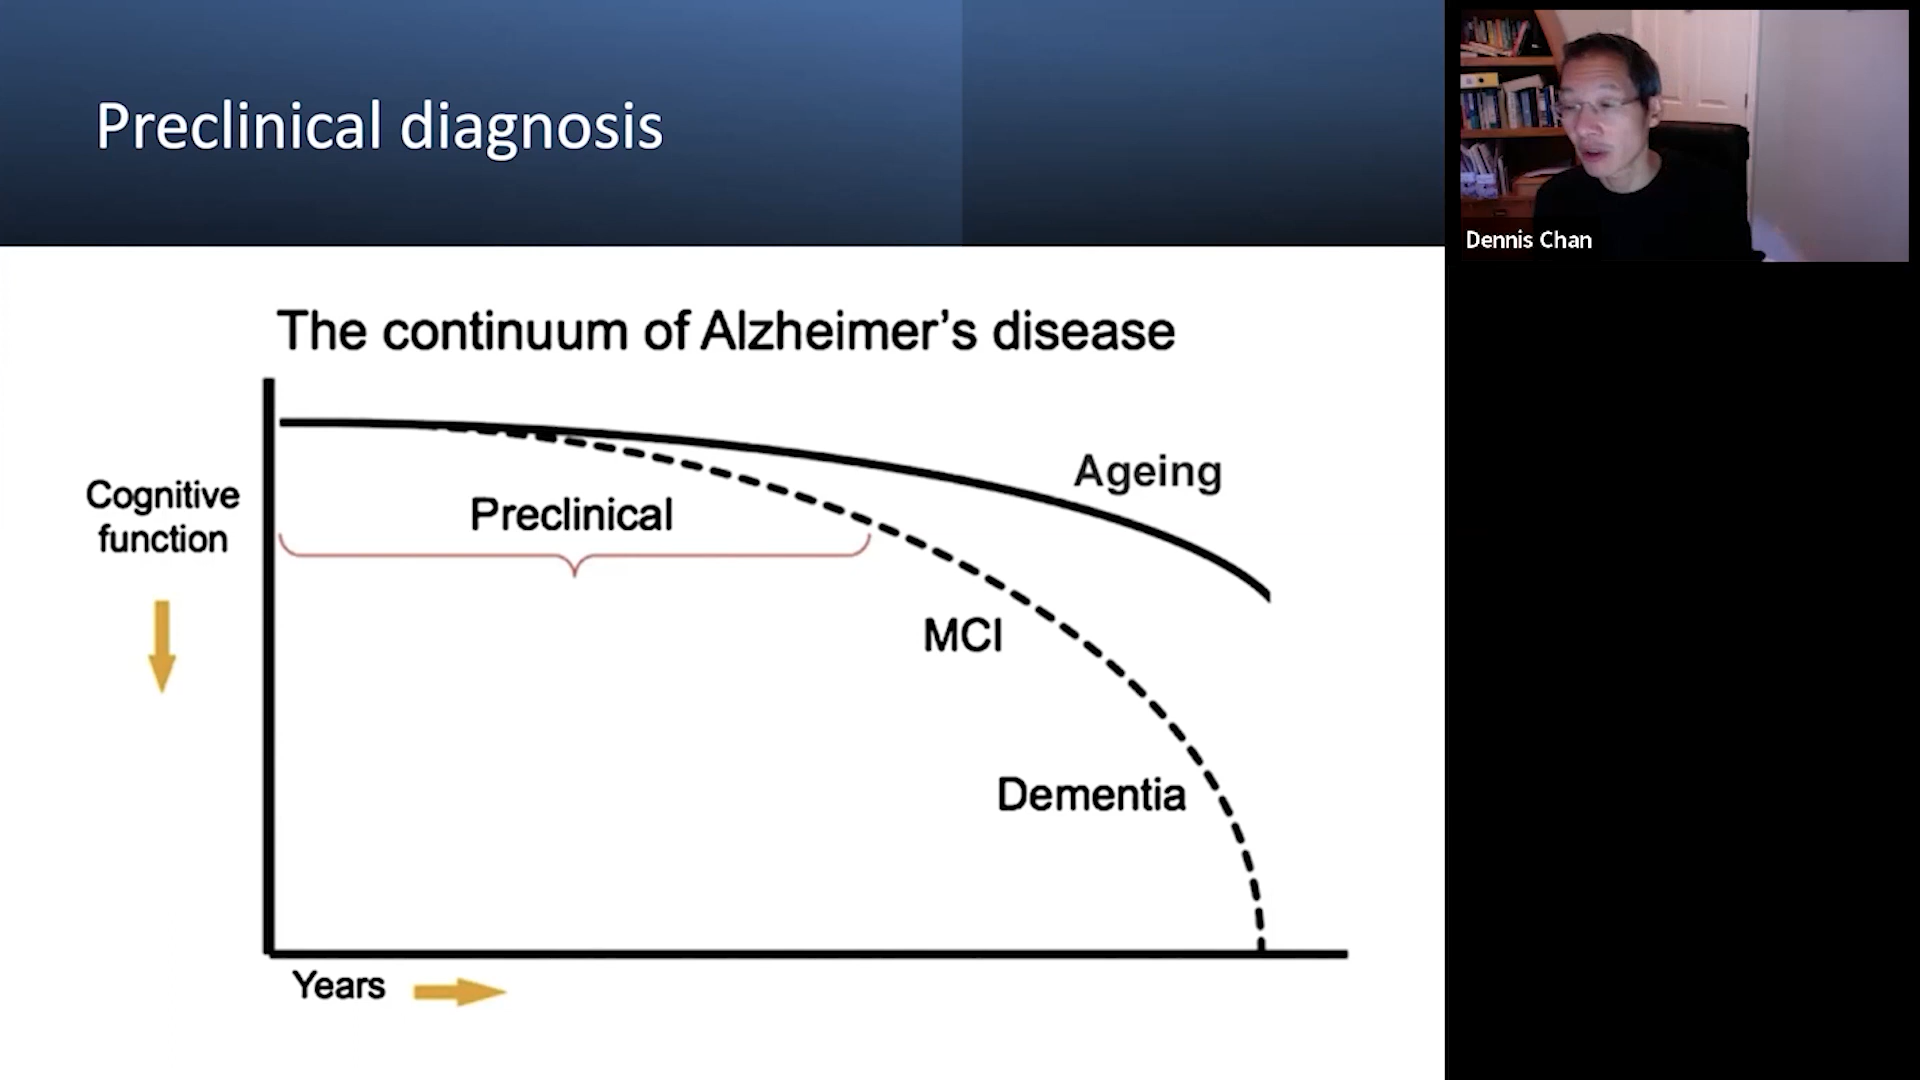 Preclinical diagnosis
Dennis Chan
The continuum of Alzheimer’s disease
Cognitive
function
Ageing
Preclinical
MCI
Dementia
Years